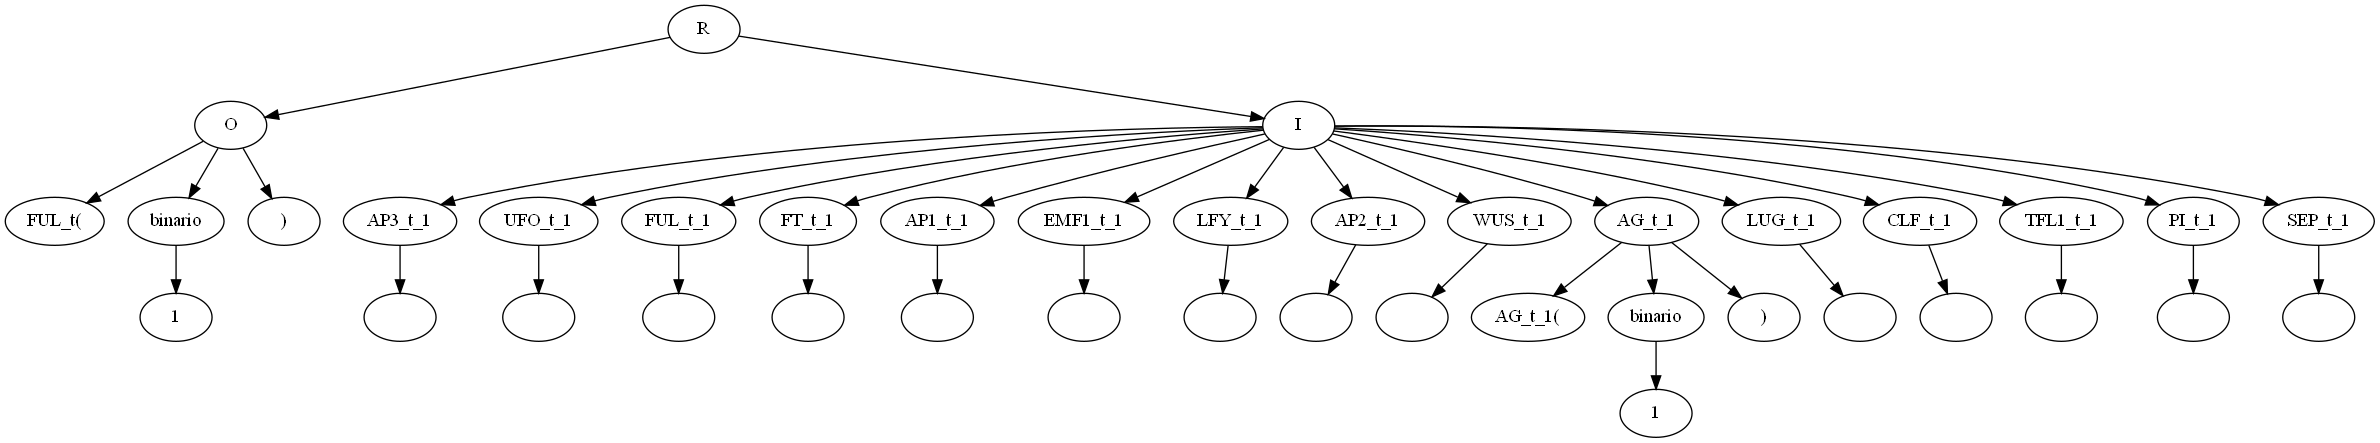 R
O
I
FUL_t(
binario
)
AP3_t_1
UFO_t_1
FUL_t_1
FT_t_1
AP1_t_1
EMF1_t_1
LFY_t_1
AP2_t_1
WUS_t_1
AG_t_1
LUG_t_1
CLF_t_1
TFL1_t_1
PI_t_1
SEP_t_1
1
AG_t_1(
binario
)
1